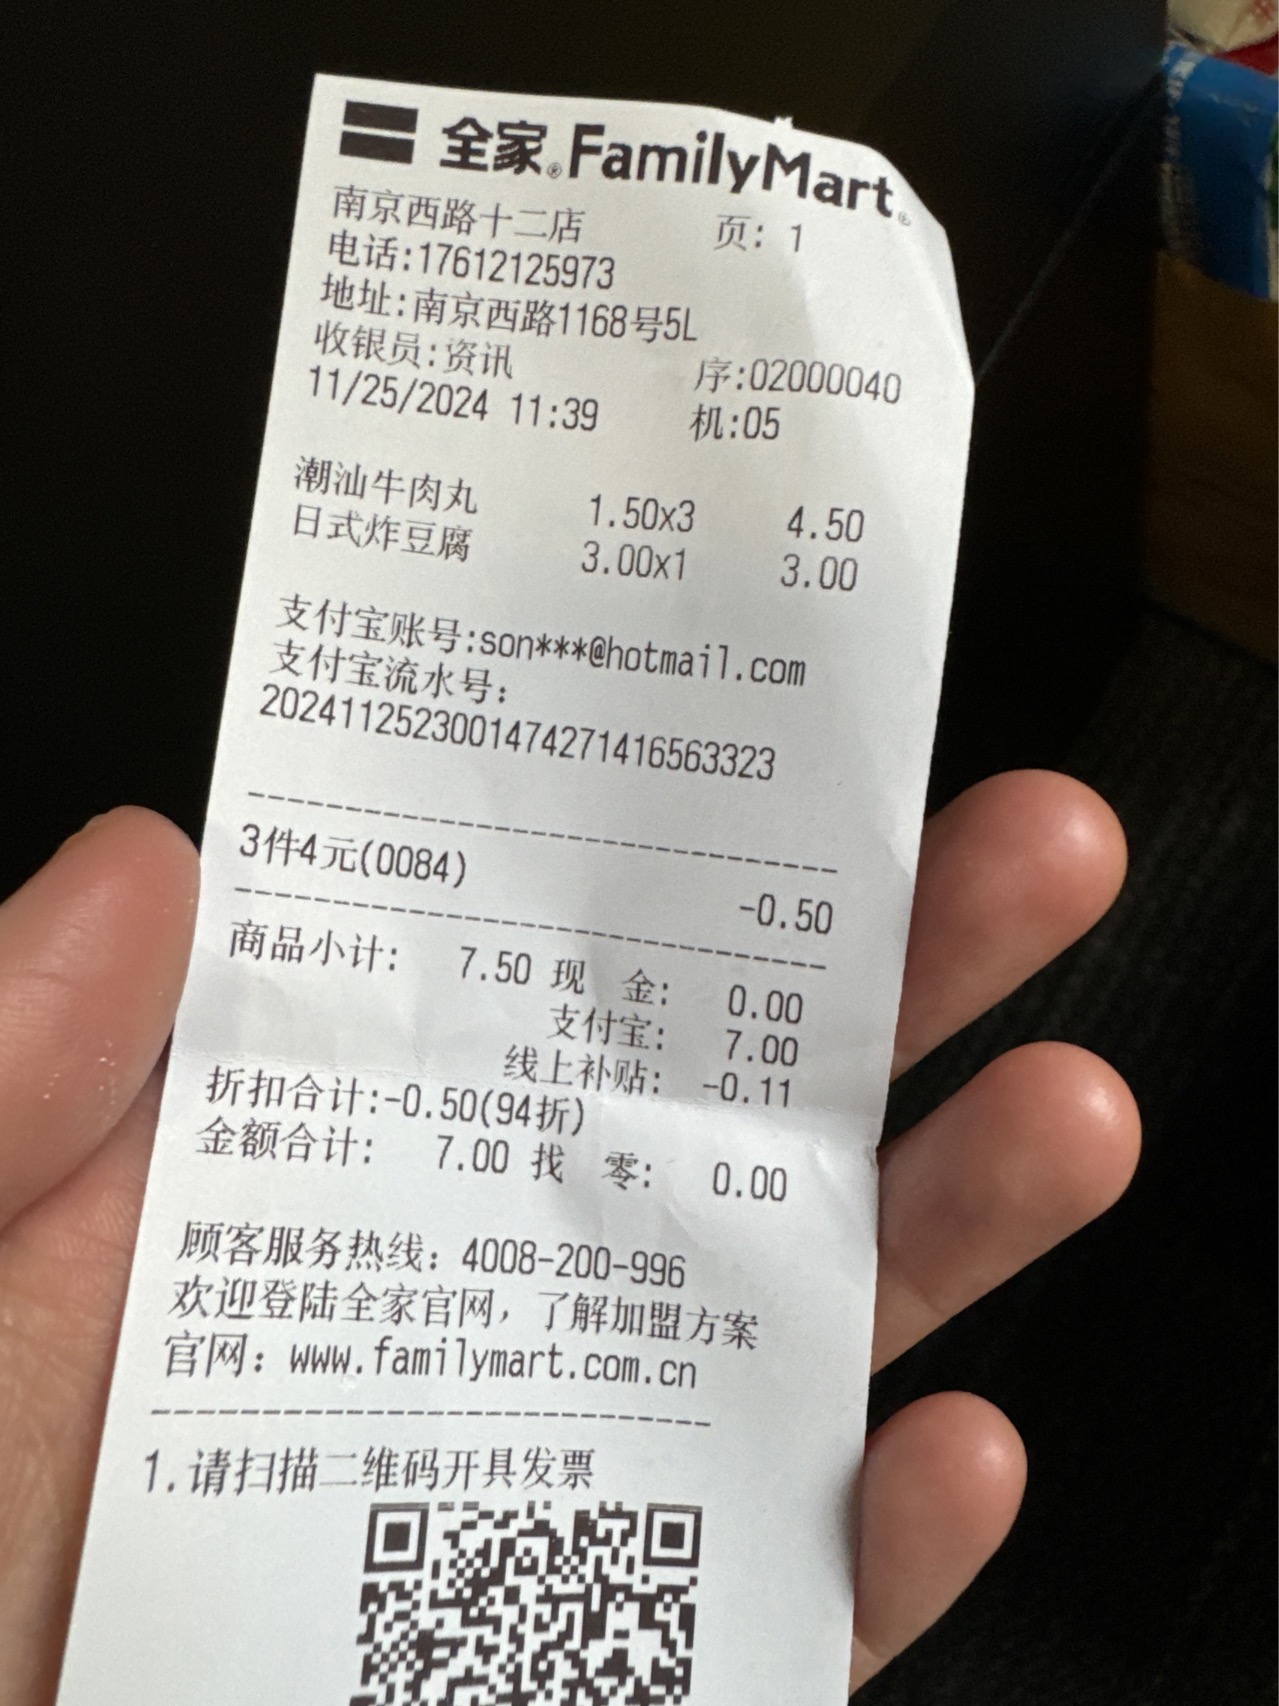 全家® FamilyMart®
南京西路十二店 页: 1
电话:17612125973
地址:南京西路1168号5L
收银员:资讯 序:02000040
11/25/2024 11:39 机:05
潮汕牛肉丸 1.50x3 4.50
日式炸豆腐 3.00x1 3.00
支付宝账号:son***@hotmail.com
支付宝流水号:
2024112523001474271416563323
3件4元(0084) -0.50
商品小计: 7.50 现 金: 0.00
支付宝: 7.00
线上补贴: -0.11
折扣合计:-0.50(94折)
金额合计: 7.00 找 零: 0.00
顾客服务热线: 4008-200-996
欢迎登陆全家官网，了解加盟方案
官网: www.familymart.com.cn
1.请扫描二维码开具发票